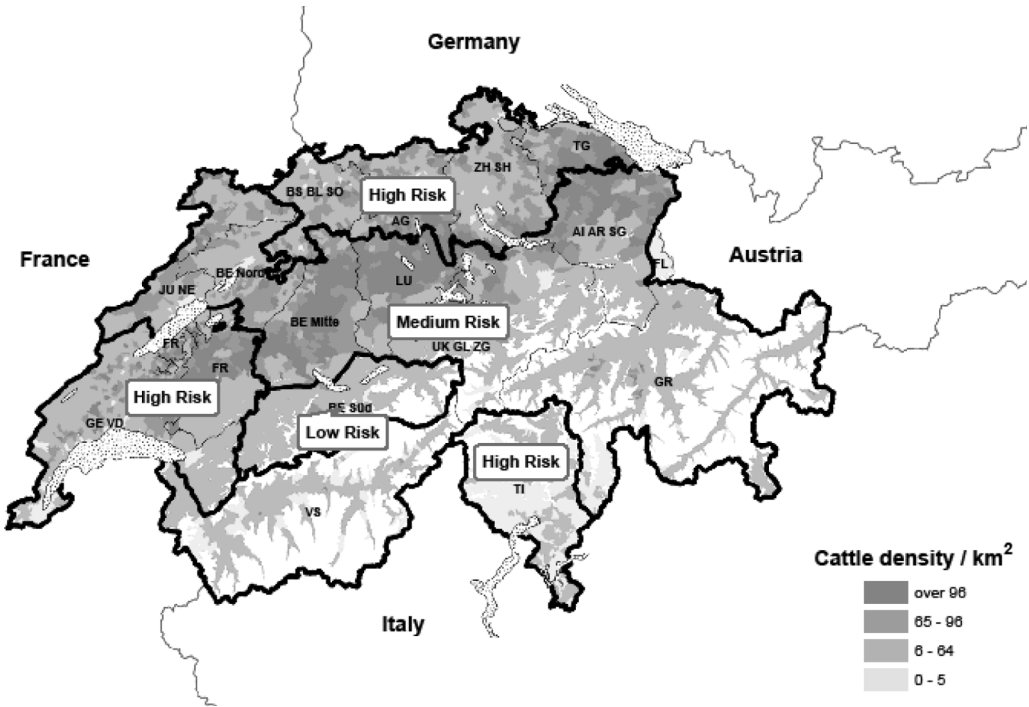 Germany
TG
ZH SH
BS BL SO
High Risk
AG
AI AR SG
France
Austria
FL
BE Nord
LU
JU NE
BE Mitte
Medium Risk
UK GL ZG
FR
FR
GR
High Risk
BE Süd
GE VD
Low Risk
High Risk
TI
VS
Italy
Cattle density / km²
over 96
65 - 96
6 - 64
0 - 5